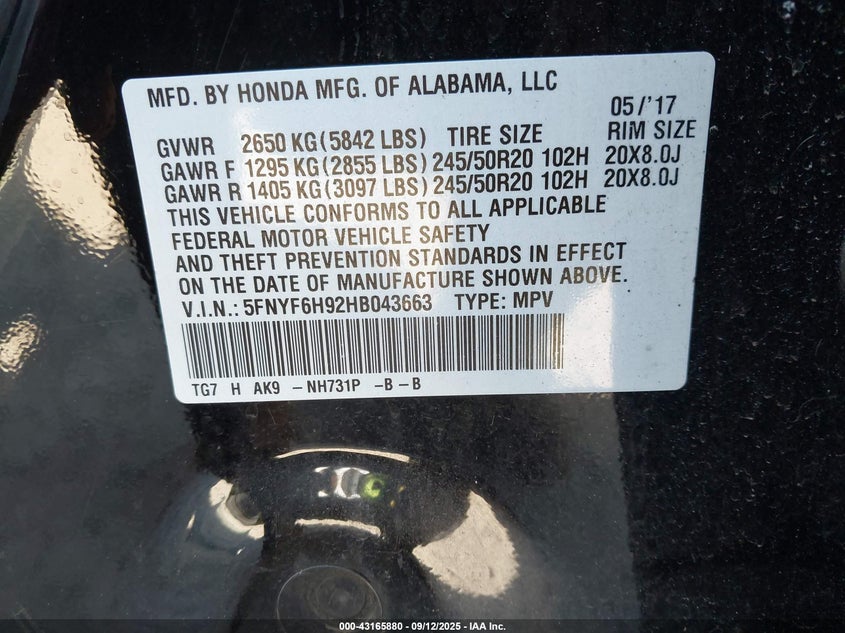 MFD. BY HONDA MFG. OF ALABAMA, LLC
05/'17
GVWR 2650 KG(5842 LBS) TIRE SIZE RIM SIZE
GAWR F 1295 KG(2855 LBS) 245/50R20 102H 20X8.0J
GAWR R 1405 KG(3097 LBS) 245/50R20 102H 20X8.0J
THIS VEHICLE CONFORMS TO ALL APPLICABLE
FEDERAL MOTOR VEHICLE SAFETY
AND THEFT PREVENTION STANDARDS IN EFFECT
ON THE DATE OF MANUFACTURE SHOWN ABOVE.
V.I.N.: 5FNYF6H92HB043663 TYPE: MPV
TG7 H AK9 – NH731P –B – B
000-43165880 - 09/12/2025 - IAA Inc.